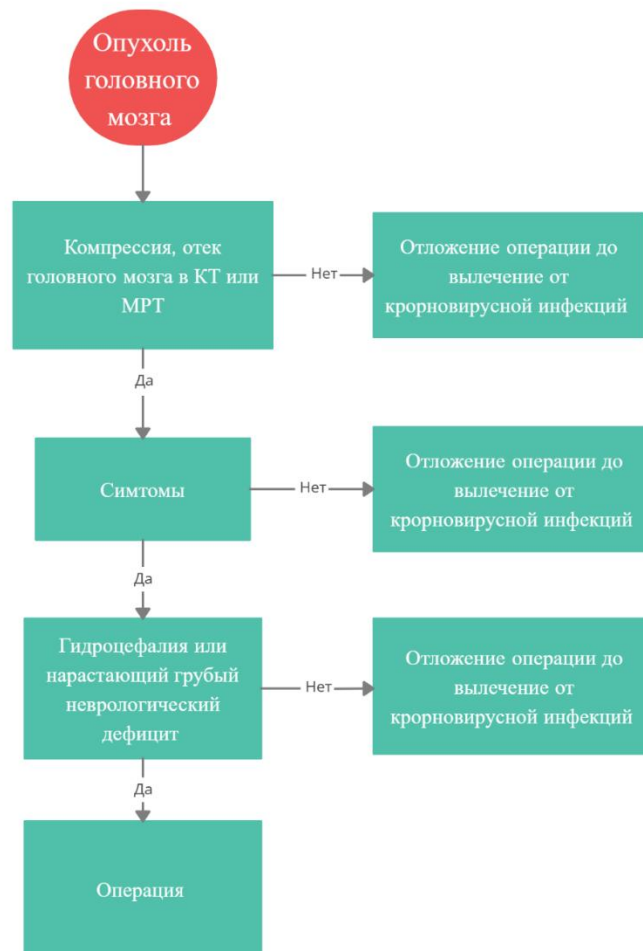 Опухоль
головного
мозга
Компрессия, отек
головного мозга в КТ или
МРТ
Нет
Отложение операции до
вылечение от
крорновирусной инфекций
Да
Симтомы
Нет
Отложение операции до
вылечение от
крорновирусной инфекций
Да
Гидроцефалия или
нарастающий грубый
неврологический
дефицит
Нет
Отложение операции до
вылечение от
крорновирусной инфекций
Да
Операция